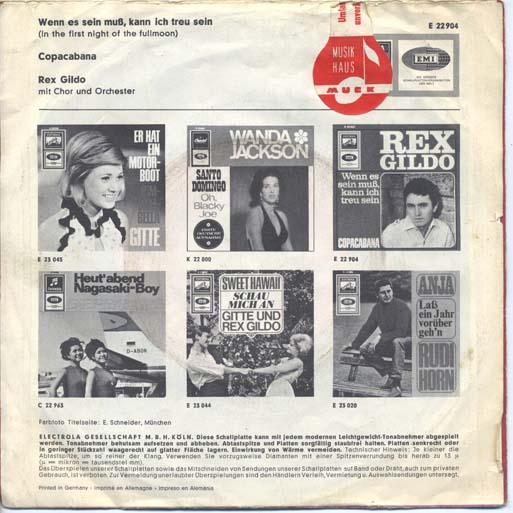 Wenn es sein muß, kann ich treu sein
(in the first night of the fullmoon)
Copacabana
Rex Gildo
mit Chor und Orchester
E 22 904
MUSIK
HAUS
MUCK
EMI
ER HAT
EIN
MOTOR-
BOOT
BELLA
GITTE
E 23 045
WANDA
JACKSON
SANTO
DOMINGO
Oh,
Blacky
Joe
K 22 800
REX
GILDO
Wenn es
sein muß,
kann ich
treu sein
COPACABANA
E 22 904
Heut' abend
Nagasaki-Boy
D-ABOR
C 22 963
SWEET HAWAII
SCHAU
MICH AN
GITTE UND
REX GILDO
E 23 044
ANJA
Laß
ein Jahr
vorüber
geh'n
RUDI
HORN
E 23 020
Farbfoto Titelseite: E. Schneider, München
ELECTROLA GESELLSCHAFT M. B. H. KÖLN. Diese Schallplatte kann mit jedem modernen Leichtgewicht-Tonabnehmer abgespielt
werden. Tonabnehmer behutsam aufsetzen und abheben. Abtastspitze und Platten sorgfältig staubfrei halten. Platten senkrecht oder
in geringer Stückzahl waagerecht auf glatter Fläche lagern. Einwirkung von Wärme vermeiden. Technischer Hinweis: Je kleiner die
Abtastspitze, um so reiner der Klang. Verwenden Sie vorzugsweise Diamanten mit einer Spitzenverrundung bis herab zu 13 µ
(µ = mikron = tausendstel mm).
Das Überspielen unserer Schallplatten sowie das Mitschneiden von Sendungen unserer Schallplatten auf Band oder Draht, auch zum privaten
Gebrauch, ist verboten. Zur Vermeidung unerlaubter Übersetzungen sind den Händlern Verleih, Vermietung u. Auswahlsendungen untersagt.
Printed in Germany - Imprimé en Allemagne - Impreso en Alemania